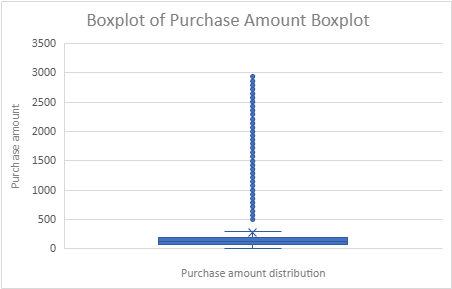 Boxplot of Purchase Amount Boxplot
3500
3000
2500
2000
1500
1000
500
0
Purchase amount
Purchase amount distribution